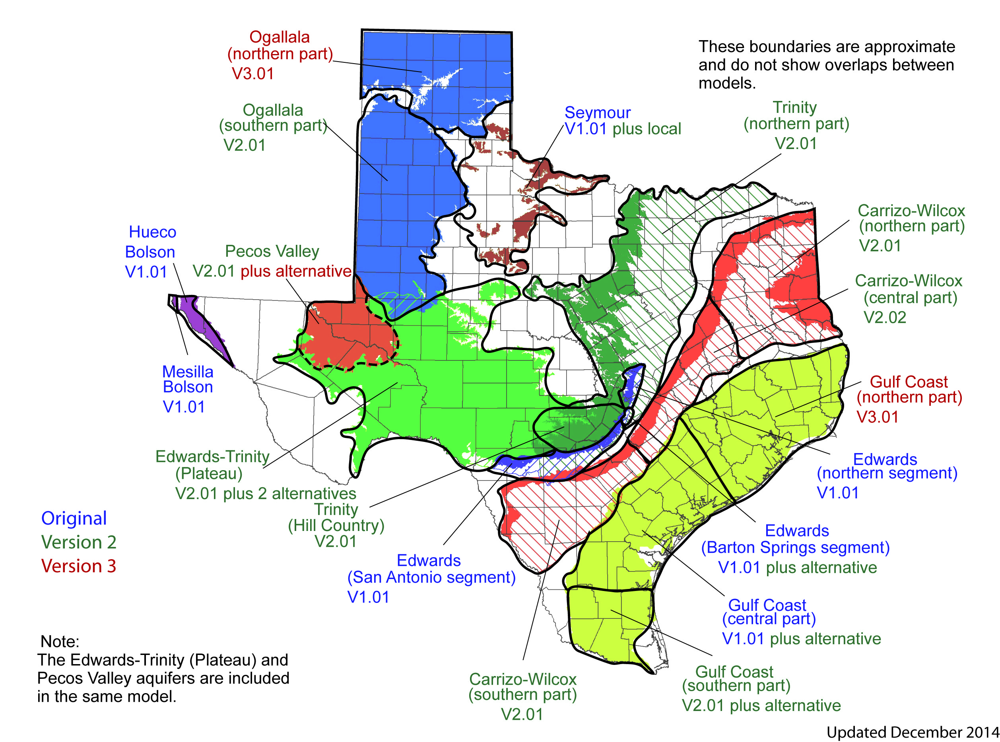 Ogallala
(northern part)
V3.01
These boundaries are approximate
and do not show overlaps between
models.
Ogallala
(southern part)
V2.01
Seymour
V1.01 plus local
Trinity
(northern part)
V2.01
Carrizo-Wilcox
(northern part)
V2.01
Hueco
Bolson
V1.01
Pecos Valley
V2.01 plus alternative
Carrizo-Wilcox
(central part)
V2.02
Mesilla
Bolson
V1.01
Gulf Coast
(northern part)
V3.01
Edwards-Trinity
(Plateau)
V2.01 plus 2 alternatives
Edwards
(northern segment)
V1.01
Trinity
(Hill Country)
V2.01
Original
Version 2
Version 3
Edwards
(Barton Springs segment)
V1.01 plus alternative
Edwards
(San Antonio segment)
V1.01
Gulf Coast
(central part)
V1.01 plus alternative
Note:
The Edwards-Trinity (Plateau) and
Pecos Valley aquifers are included
in the same model.
Carrizo-Wilcox
(southern part)
V2.01
Gulf Coast
(southern part)
V2.01 plus alternative
Updated December 2014